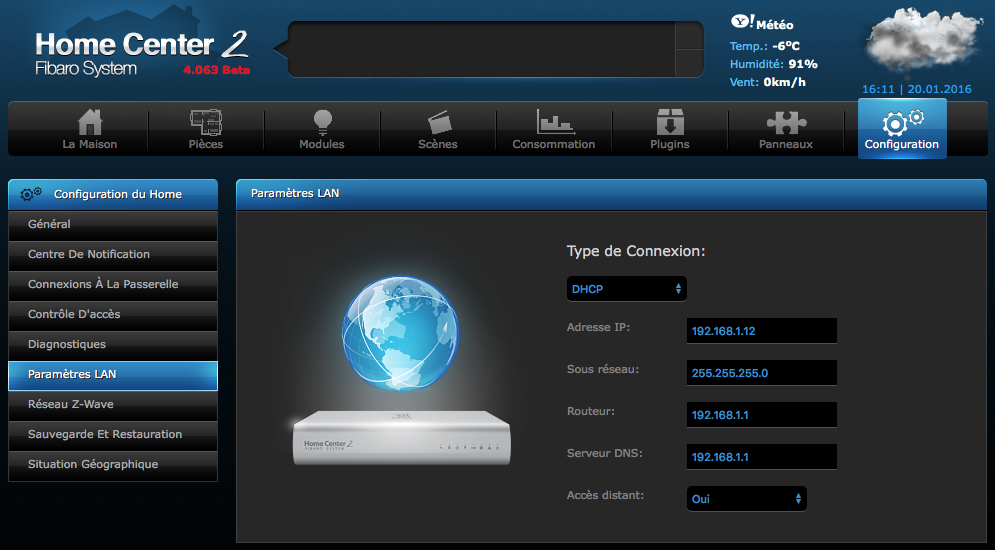 Home Center 2
Fibaro System
4.063 Beta
Y! Météo
Temp.: -6°C
Humidité: 91%
Vent: 0km/h
16:11 | 20.01.2016
La Maison
Pièces
Modules
Scènes
Consommation
Plugins
Panneaux
Configuration
Configuration du Home
Général
Centre De Notification
Connexions À La Passerelle
Contrôle D'accès
Diagnostiques
Paramètres LAN
Réseau Z-Wave
Sauvegarde Et Restauration
Situation Géographique
Paramètres LAN
Home Center 2
FIBARO SYSTEM
Type de Connexion:
DHCP
Adresse IP: 192.168.1.12
Sous réseau: 255.255.255.0
Routeur: 192.168.1.1
Serveur DNS: 192.168.1.1
Accès distant: Oui